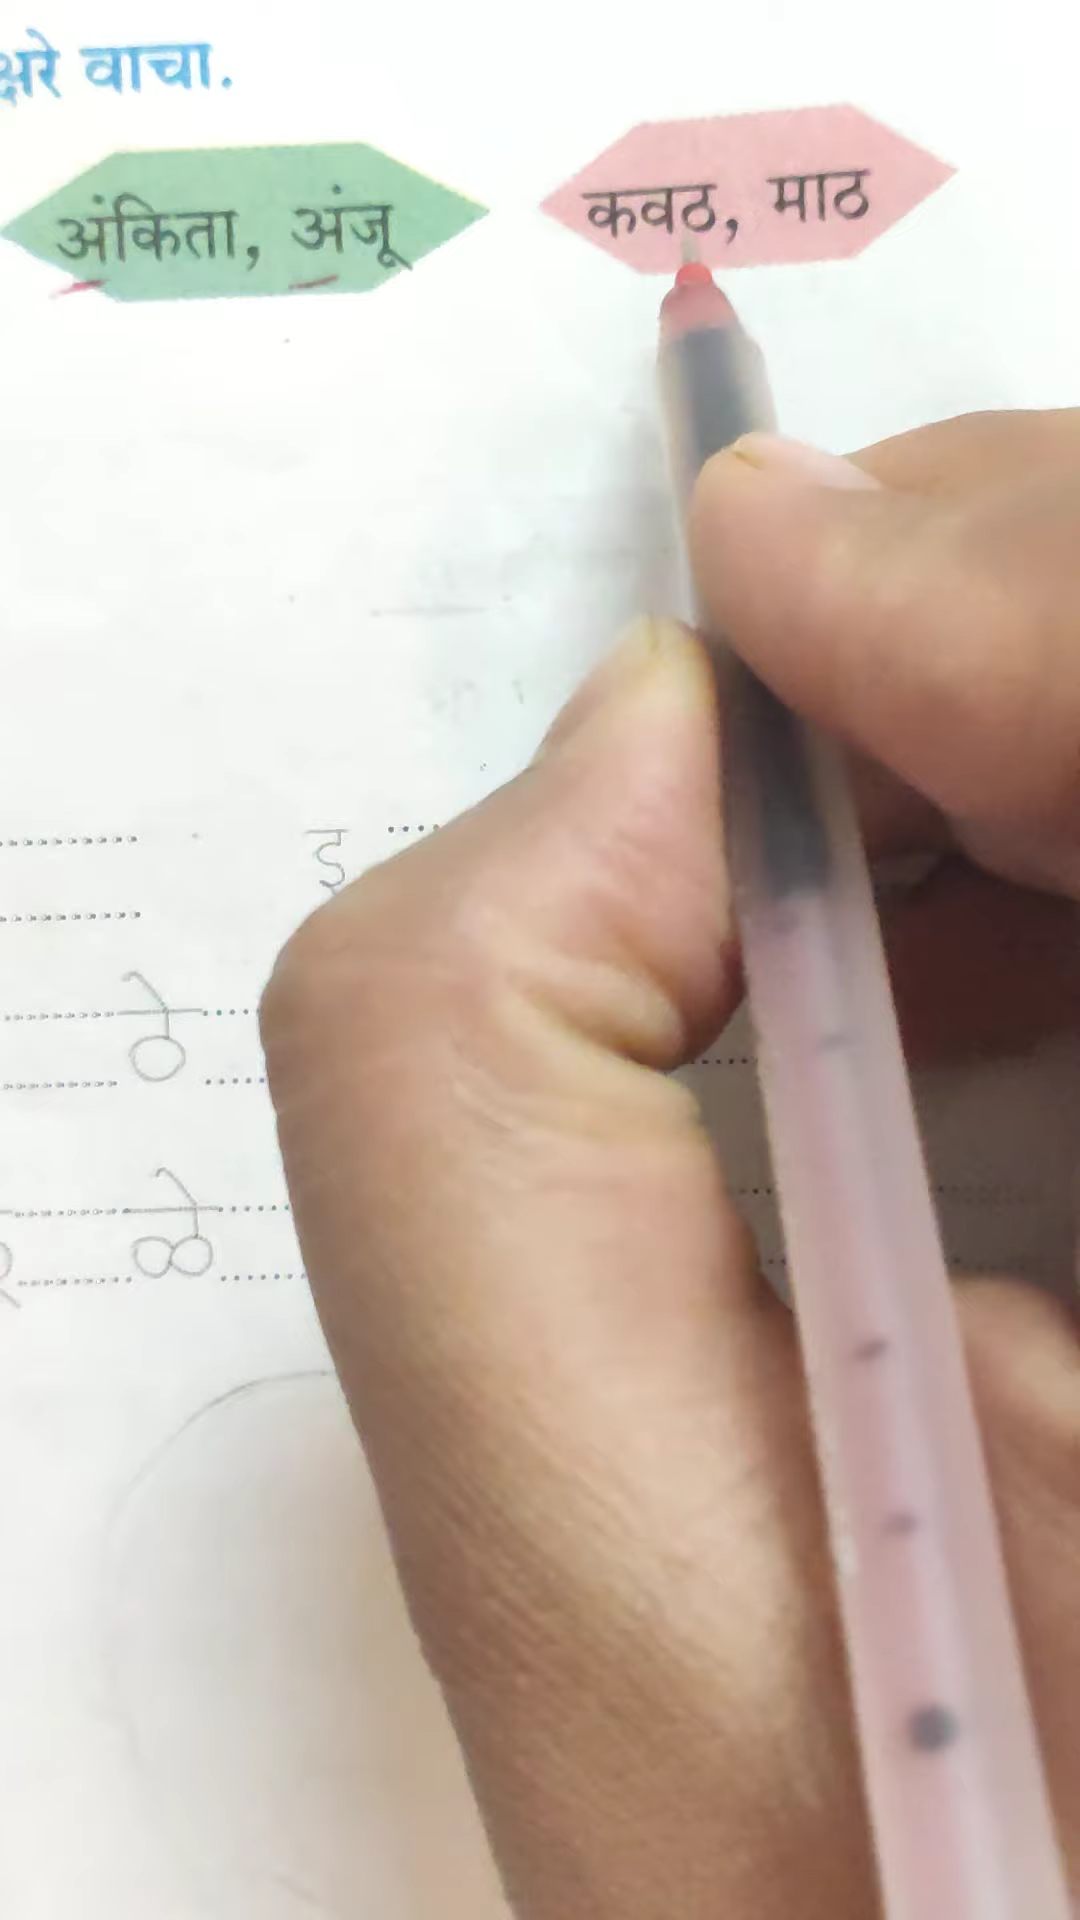 क्षरे वाचा.
अंकिता, अंजू
कवठ, माठ
इ
ठे